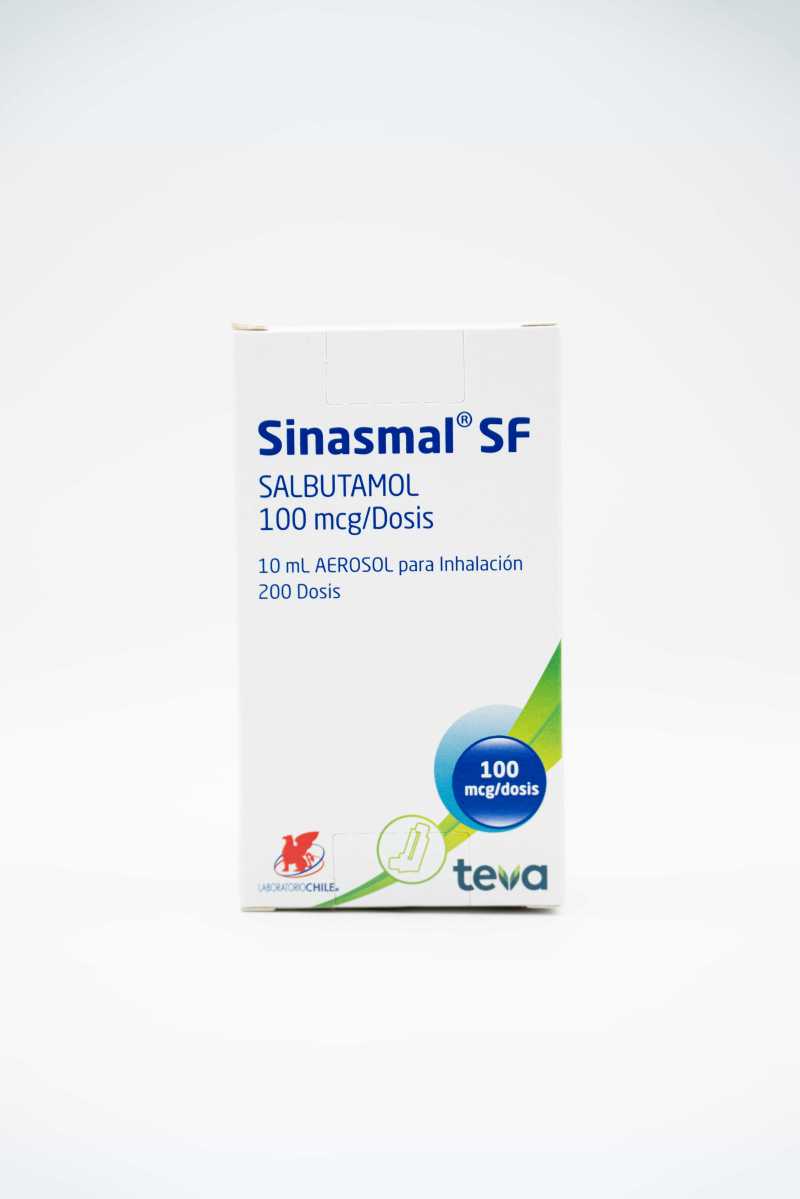 Sinasmal® SF
SALBUTAMOL
100 mcg/Dosis
10 mL AEROSOL para Inhalación
200 Dosis
100
mcg/dosis
LABORATORIOCHILE
teva